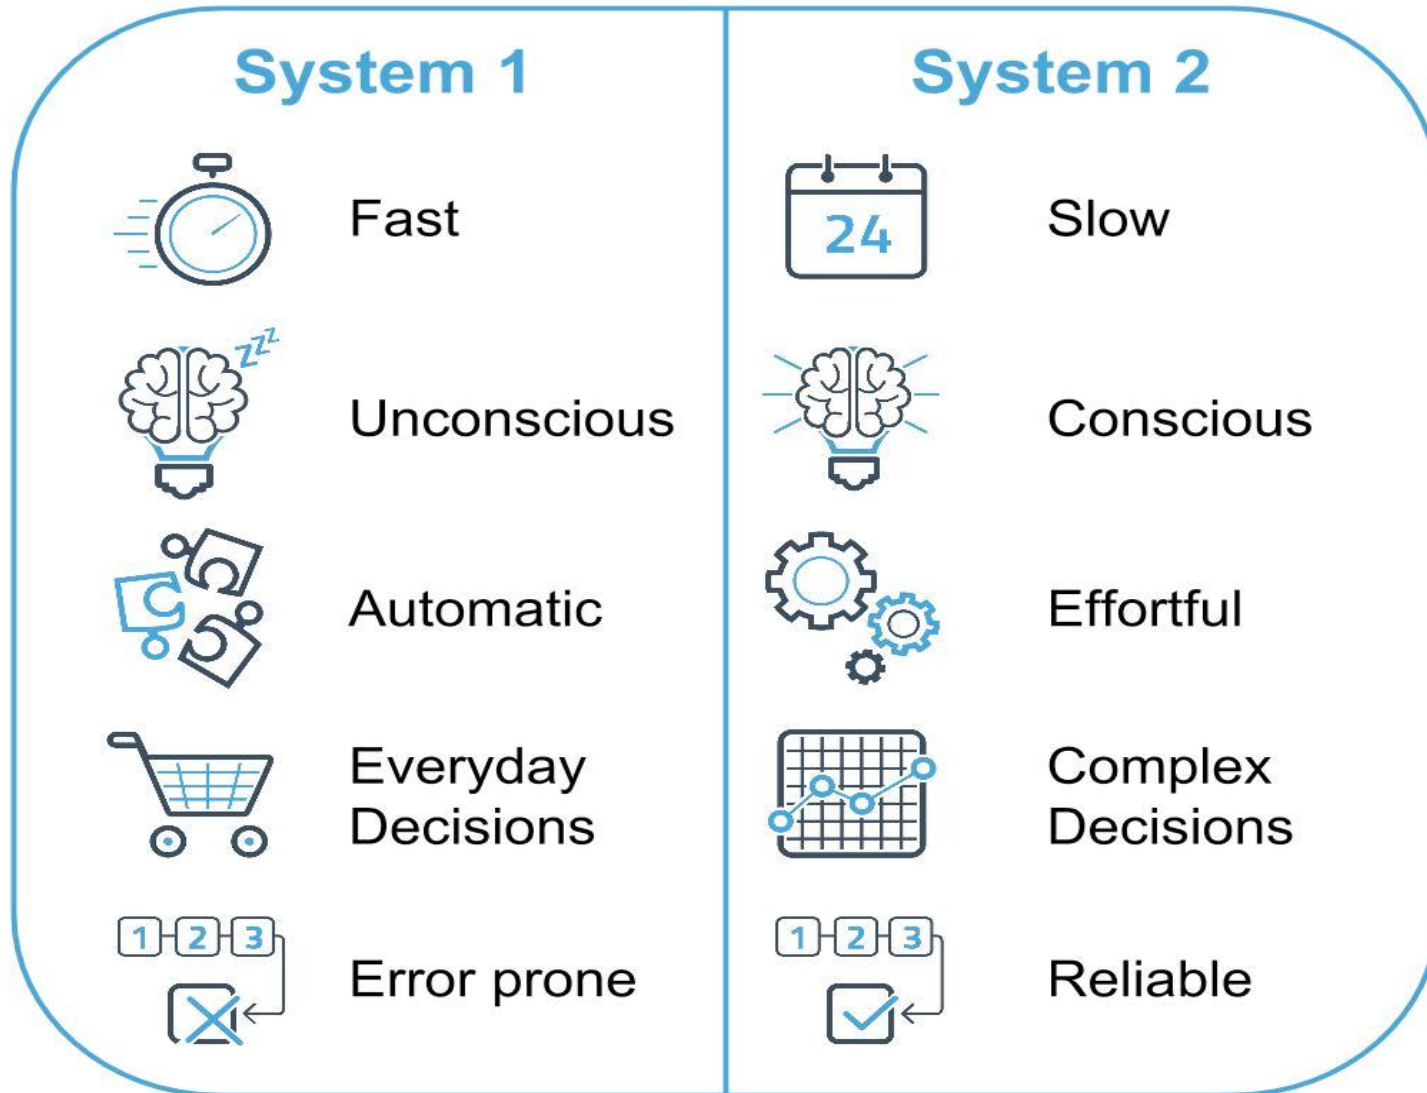 System 1
Fast
zzz
Unconscious
Automatic
Everyday
Decisions
1 2 3
Error prone
System 2
24
Slow
Conscious
Effortful
Complex
Decisions
1 2 3
Reliable